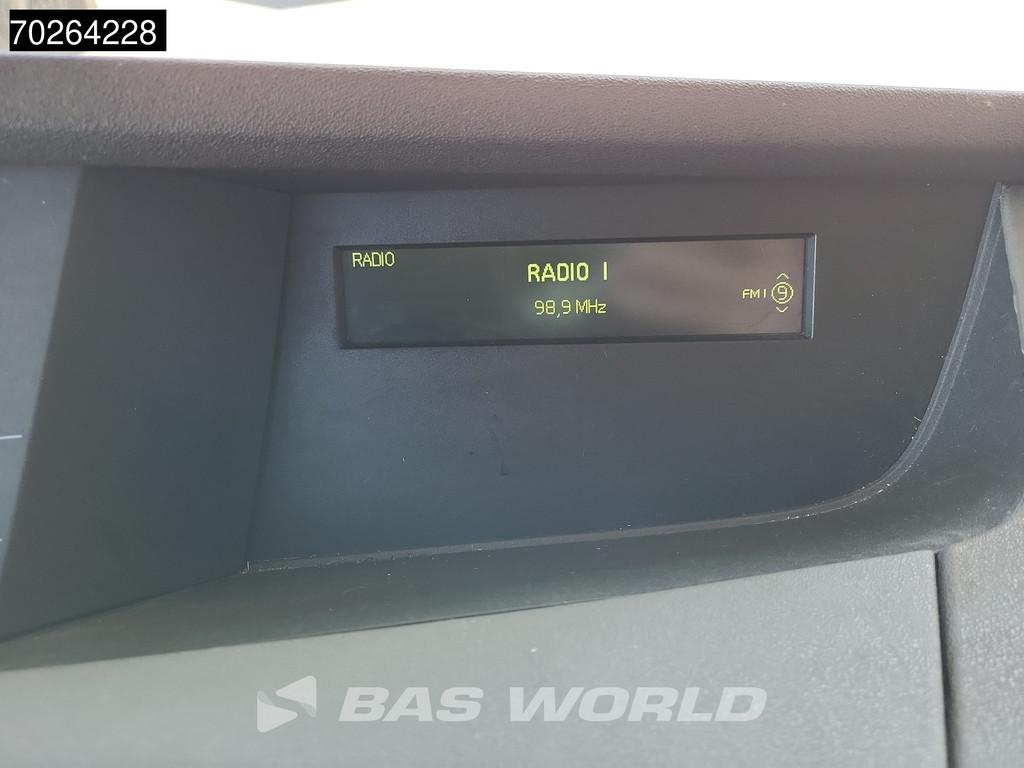 70264228
RADIO
RADIO 1
98,9 MHz
FM1 9
BAS WORLD